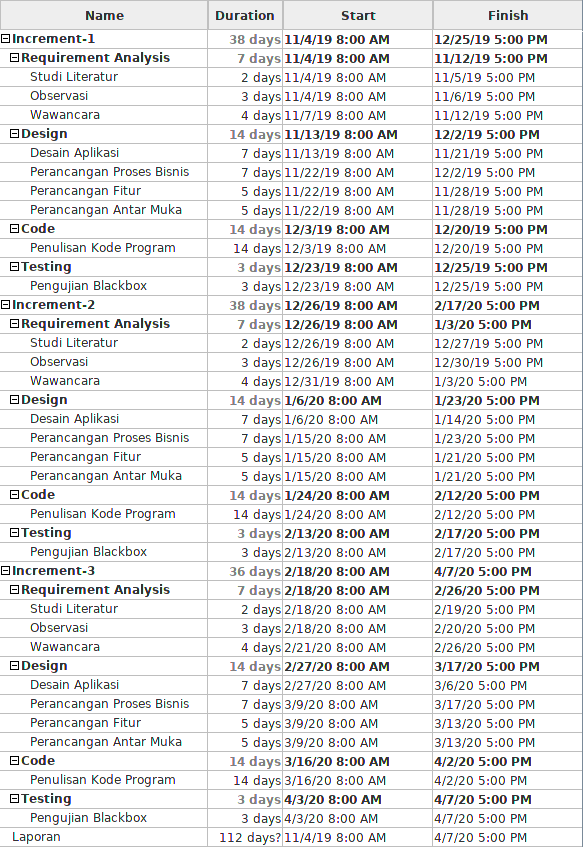 Name Duration Start Finish
Increment-1 38 days 11/4/19 8:00 AM 12/25/19 5:00 PM
Requirement Analysis 7 days 11/4/19 8:00 AM 11/12/19 5:00 PM
Studi Literatur 2 days 11/4/19 8:00 AM 11/5/19 5:00 PM
Observasi 3 days 11/4/19 8:00 AM 11/6/19 5:00 PM
Wawancara 4 days 11/7/19 8:00 AM 11/12/19 5:00 PM
Design 14 days 11/13/19 8:00 AM 12/2/19 5:00 PM
Desain Aplikasi 7 days 11/13/19 8:00 AM 11/21/19 5:00 PM
Perancangan Proses Bisnis 7 days 11/22/19 8:00 AM 12/2/19 5:00 PM
Perancangan Fitur 5 days 11/22/19 8:00 AM 11/28/19 5:00 PM
Perancangan Antar Muka 5 days 11/22/19 8:00 AM 11/28/19 5:00 PM
Code 14 days 12/3/19 8:00 AM 12/20/19 5:00 PM
Penulisan Kode Program 14 days 12/3/19 8:00 AM 12/20/19 5:00 PM
Testing 3 days 12/23/19 8:00 AM 12/25/19 5:00 PM
Pengujian Blackbox 3 days 12/23/19 8:00 AM 12/25/19 5:00 PM
Increment-2 38 days 12/26/19 8:00 AM 2/17/20 5:00 PM
Requirement Analysis 7 days 12/26/19 8:00 AM 1/3/20 5:00 PM
Studi Literatur 2 days 12/26/19 8:00 AM 12/27/19 5:00 PM
Observasi 3 days 12/26/19 8:00 AM 12/30/19 5:00 PM
Wawancara 4 days 12/31/19 8:00 AM 1/3/20 5:00 PM
Design 14 days 1/6/20 8:00 AM 1/23/20 5:00 PM
Desain Aplikasi 7 days 1/6/20 8:00 AM 1/14/20 5:00 PM
Perancangan Proses Bisnis 7 days 1/15/20 8:00 AM 1/23/20 5:00 PM
Perancangan Fitur 5 days 1/15/20 8:00 AM 1/21/20 5:00 PM
Perancangan Antar Muka 5 days 1/15/20 8:00 AM 1/21/20 5:00 PM
Code 14 days 1/24/20 8:00 AM 2/12/20 5:00 PM
Penulisan Kode Program 14 days 1/24/20 8:00 AM 2/12/20 5:00 PM
Testing 3 days 2/13/20 8:00 AM 2/17/20 5:00 PM
Pengujian Blackbox 3 days 2/13/20 8:00 AM 2/17/20 5:00 PM
Increment-3 36 days 2/18/20 8:00 AM 4/7/20 5:00 PM
Requirement Analysis 7 days 2/18/20 8:00 AM 2/26/20 5:00 PM
Studi Literatur 2 days 2/18/20 8:00 AM 2/19/20 5:00 PM
Observasi 3 days 2/18/20 8:00 AM 2/20/20 5:00 PM
Wawancara 4 days 2/21/20 8:00 AM 2/26/20 5:00 PM
Design 14 days 2/27/20 8:00 AM 3/17/20 5:00 PM
Desain Aplikasi 7 days 2/27/20 8:00 AM 3/6/20 5:00 PM
Perancangan Proses Bisnis 7 days 3/9/20 8:00 AM 3/17/20 5:00 PM
Perancangan Fitur 5 days 3/9/20 8:00 AM 3/13/20 5:00 PM
Perancangan Antar Muka 5 days 3/9/20 8:00 AM 3/13/20 5:00 PM
Code 14 days 3/16/20 8:00 AM 4/2/20 5:00 PM
Penulisan Kode Program 14 days 3/16/20 8:00 AM 4/2/20 5:00 PM
Testing 3 days 4/3/20 8:00 AM 4/7/20 5:00 PM
Pengujian Blackbox 3 days 4/3/20 8:00 AM 4/7/20 5:00 PM
Laporan 112 days? 11/4/19 8:00 AM 4/7/20 5:00 PM